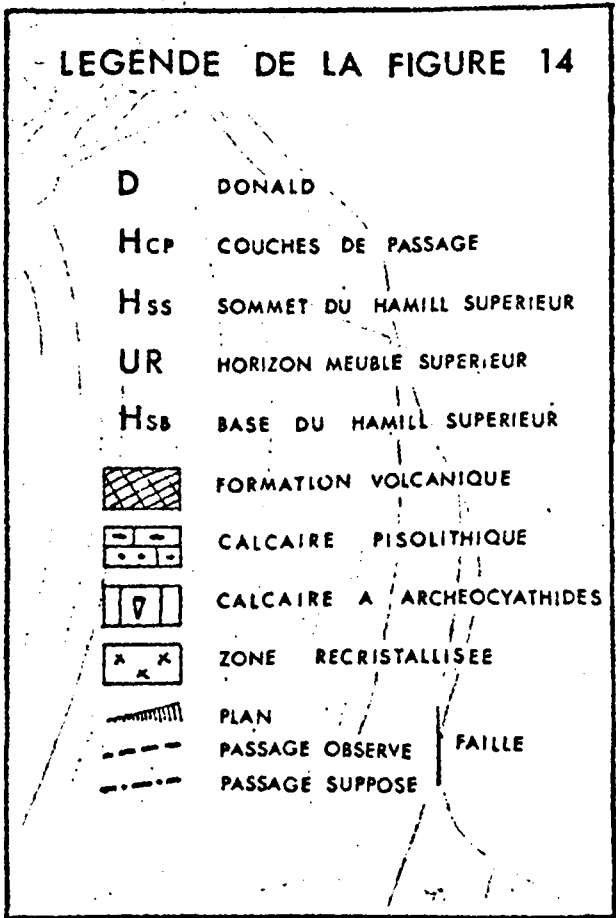 LEGENDE DE LA FIGURE 14
D DONALD
HCP COUCHES DE PASSAGE
HSS SOMMET DU HAMILL SUPERIEUR
UR HORIZON MEUBLE SUPERIEUR
HSB BASE DU HAMILL SUPERIEUR
FORMATION VOLCANIQUE
CALCAIRE PISOLITHIQUE
CALCAIRE A ARCHEOCYATHIDES
ZONE RECRISTALLISEE
PLAN
PASSAGE OBSERVE
FAILLE
PASSAGE SUPPOSE